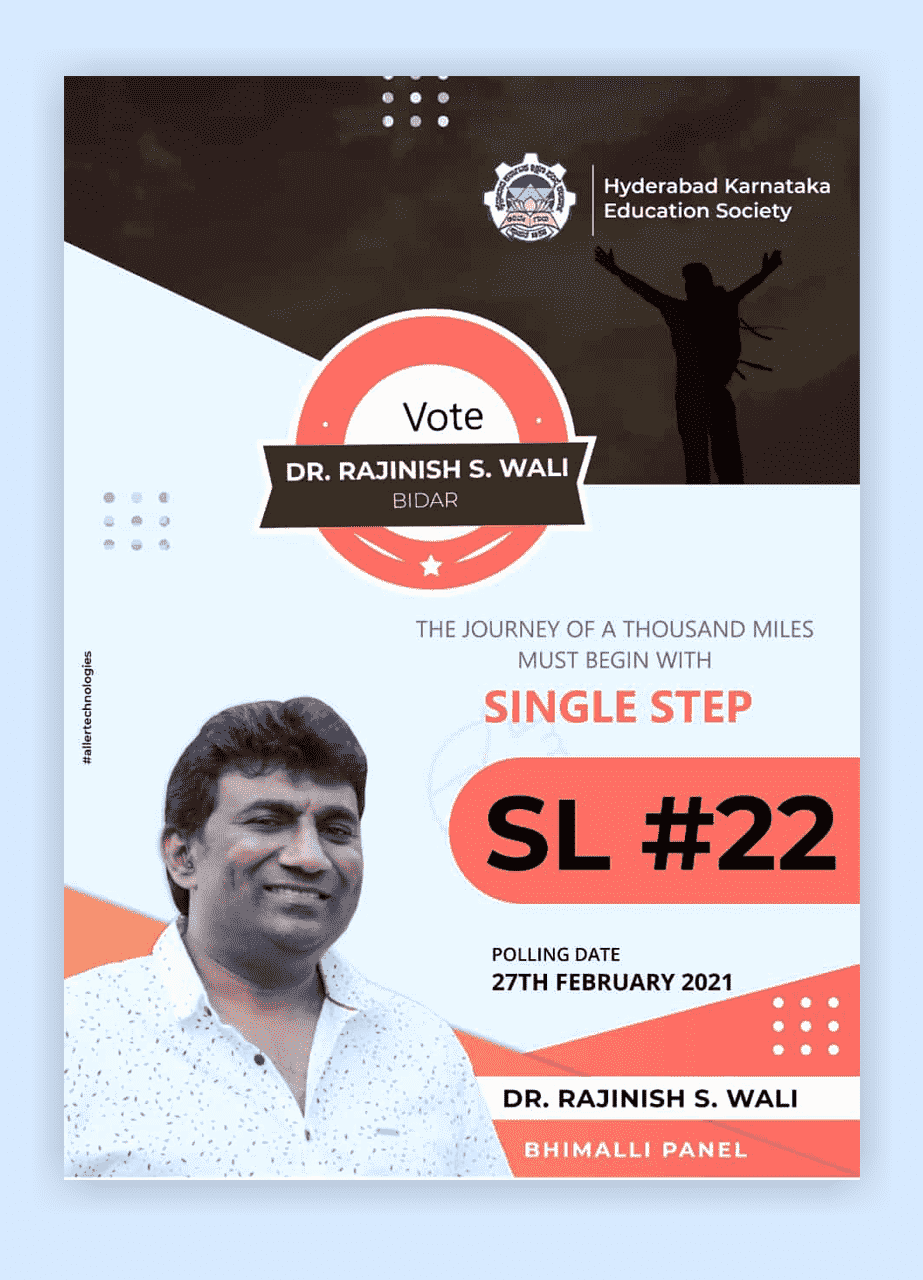 Hyderabad Karnataka
Education Society
Vote
DR. RAJINISH S. WALI
BIDAR
THE JOURNEY OF A THOUSAND MILES
MUST BEGIN WITH
SINGLE STEP
#allertechnologies
SL #22
POLLING DATE
27TH FEBRUARY 2021
DR. RAJINISH S. WALI
BHIMALLI PANEL